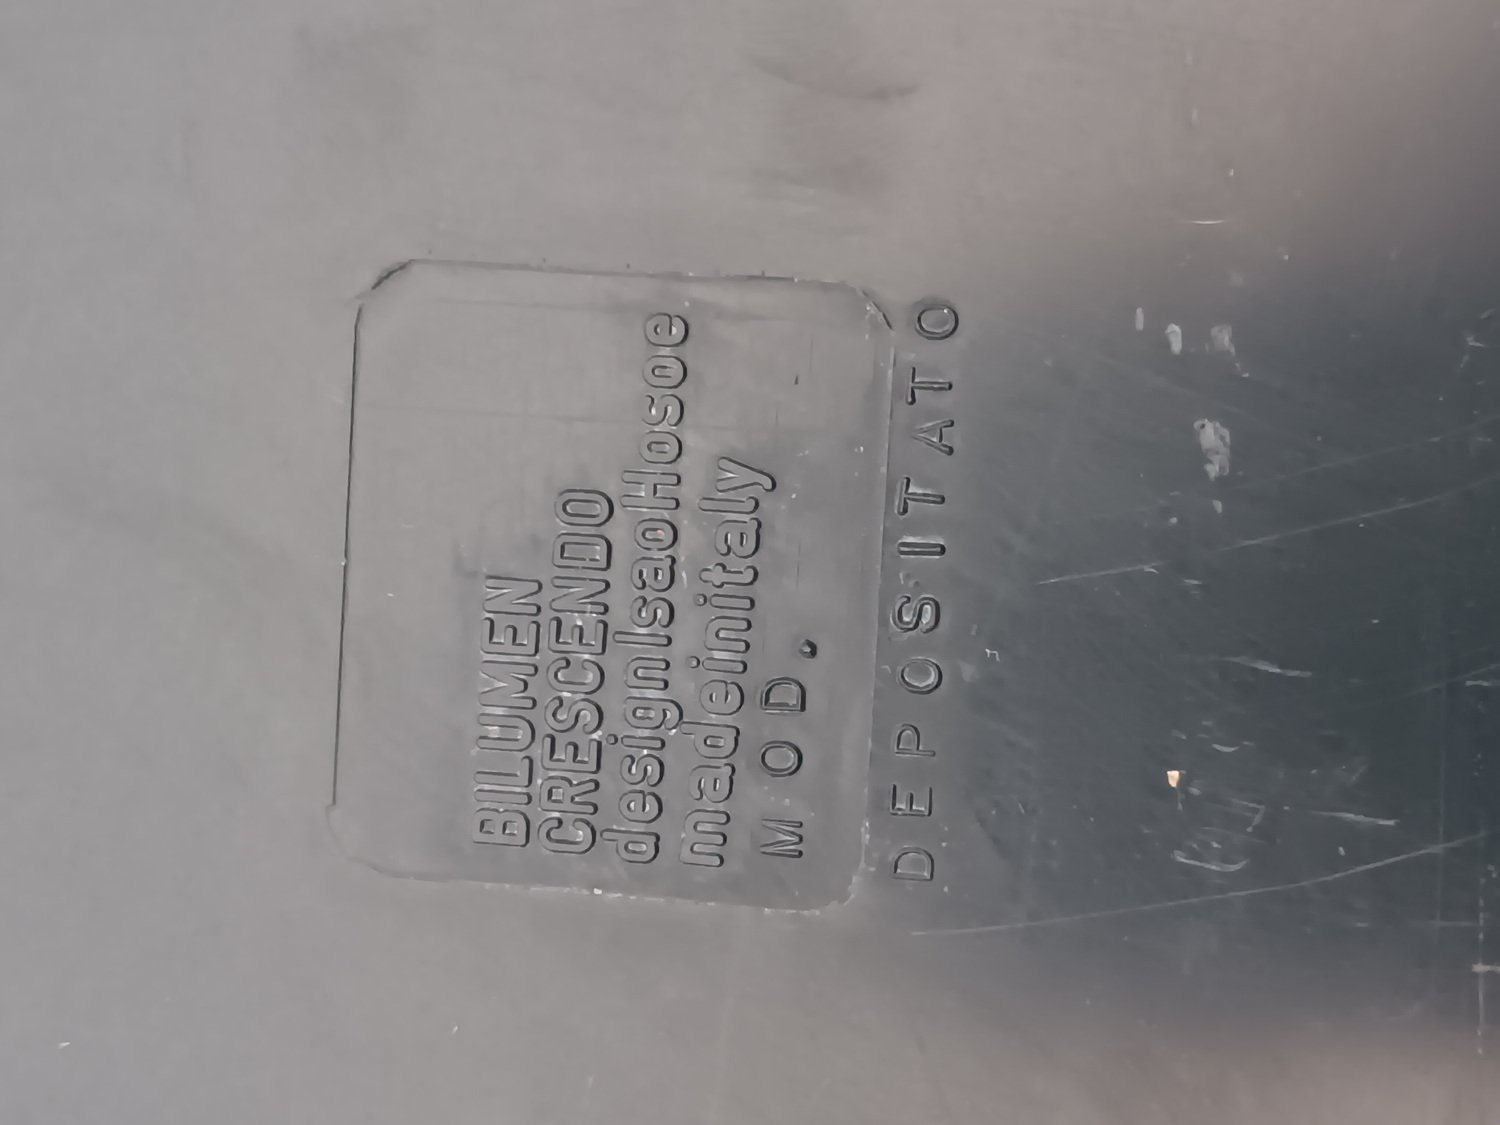 BILUMEN
CRESCENDO
designIsaoHosoe
madeinitaly
MOD.
DEPOSITATO